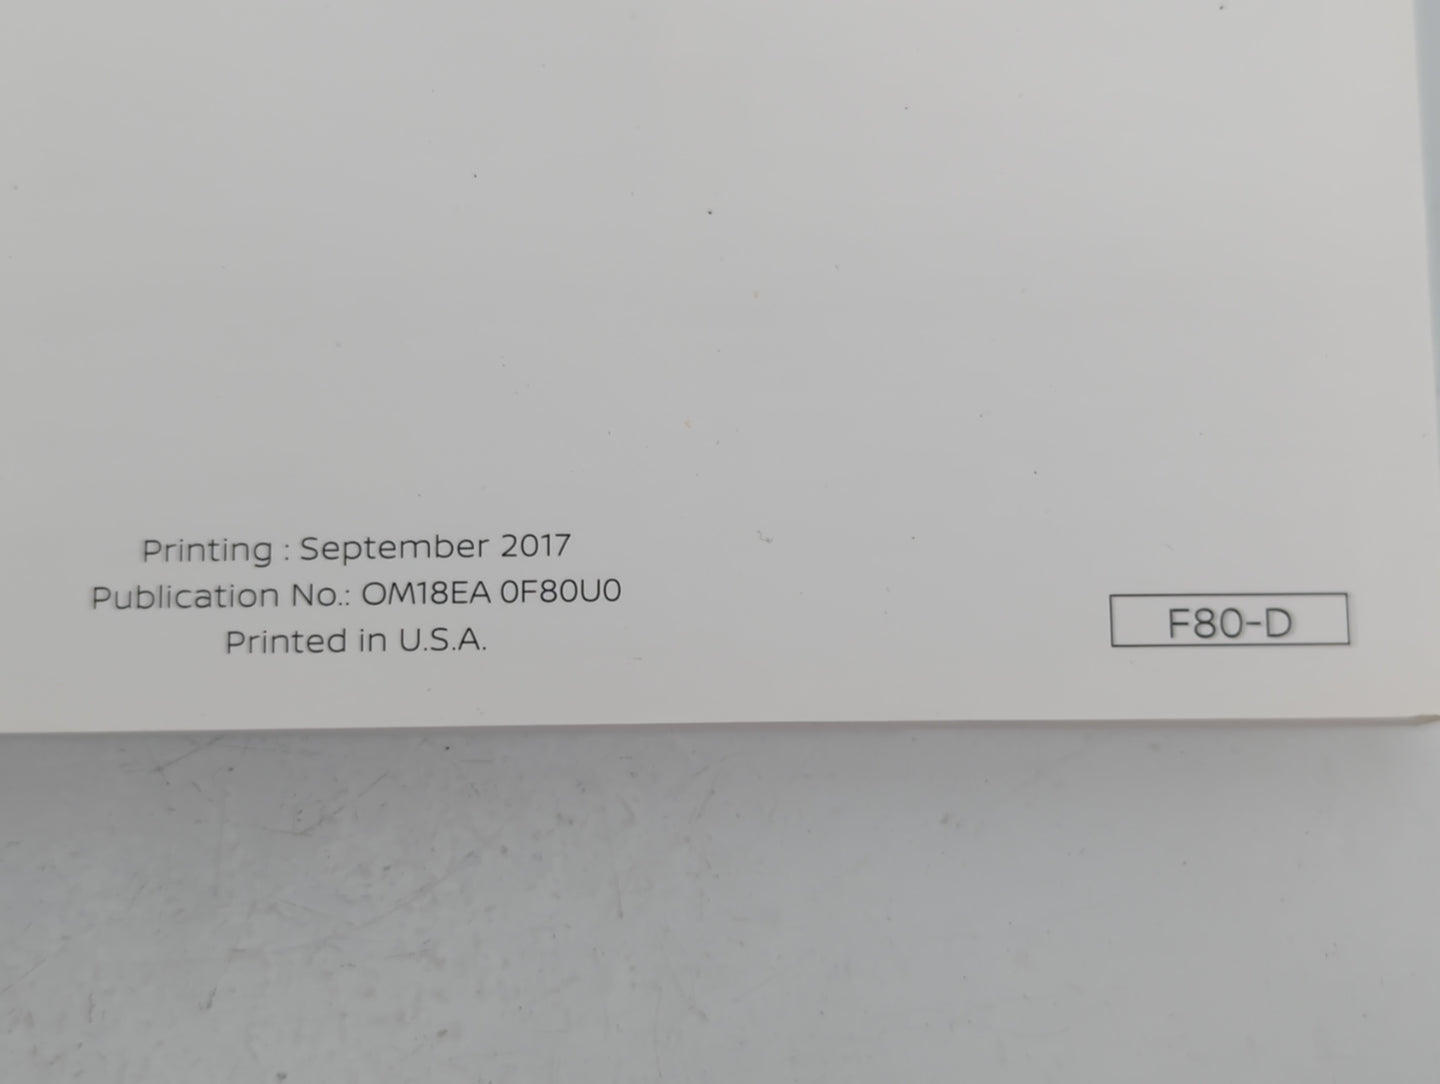 Printing : September 2017
Publication No.: OM18EA 0F80U0
Printed in U.S.A.
F80-D